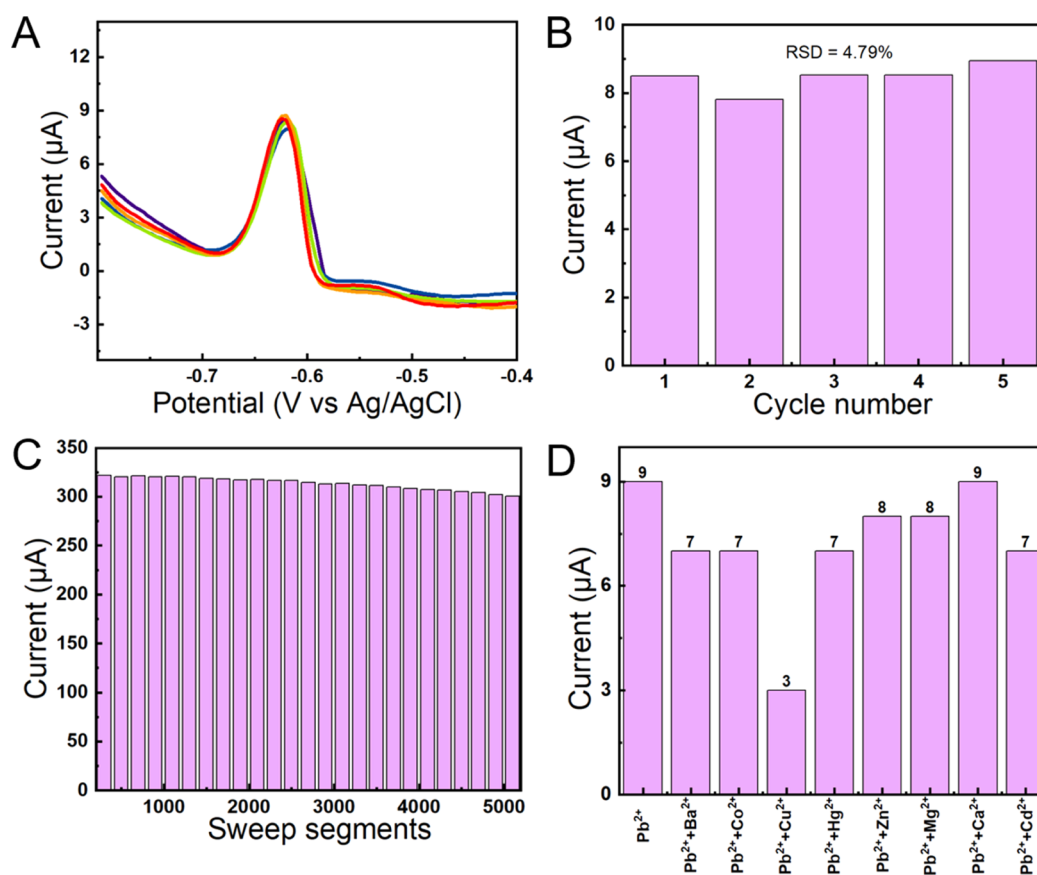 A
Current (μA)
12
9
6
3
0
-3
-0.7
-0.6
-0.5
-0.4
Potential (V vs Ag/AgCl)
B
Current (μA)
10
8
6
4
2
0
RSD = 4.79%
1
2
3
4
5
Cycle number
C
Current (μA)
350
300
250
200
150
100
50
0
1000
2000
3000
4000
5000
Sweep segments
D
Current (μA)
9
6
3
0
9
7
7
3
7
8
8
9
7
Pb²⁺
Pb²⁺+Ba²⁺
Pb²⁺+Co²⁺
Pb²⁺+Cu²⁺
Pb²⁺+Hg²⁺
Pb²⁺+Zn²⁺
Pb²⁺+Mg²⁺
Pb²⁺+Ca²⁺
Pb²⁺+Cd²⁺